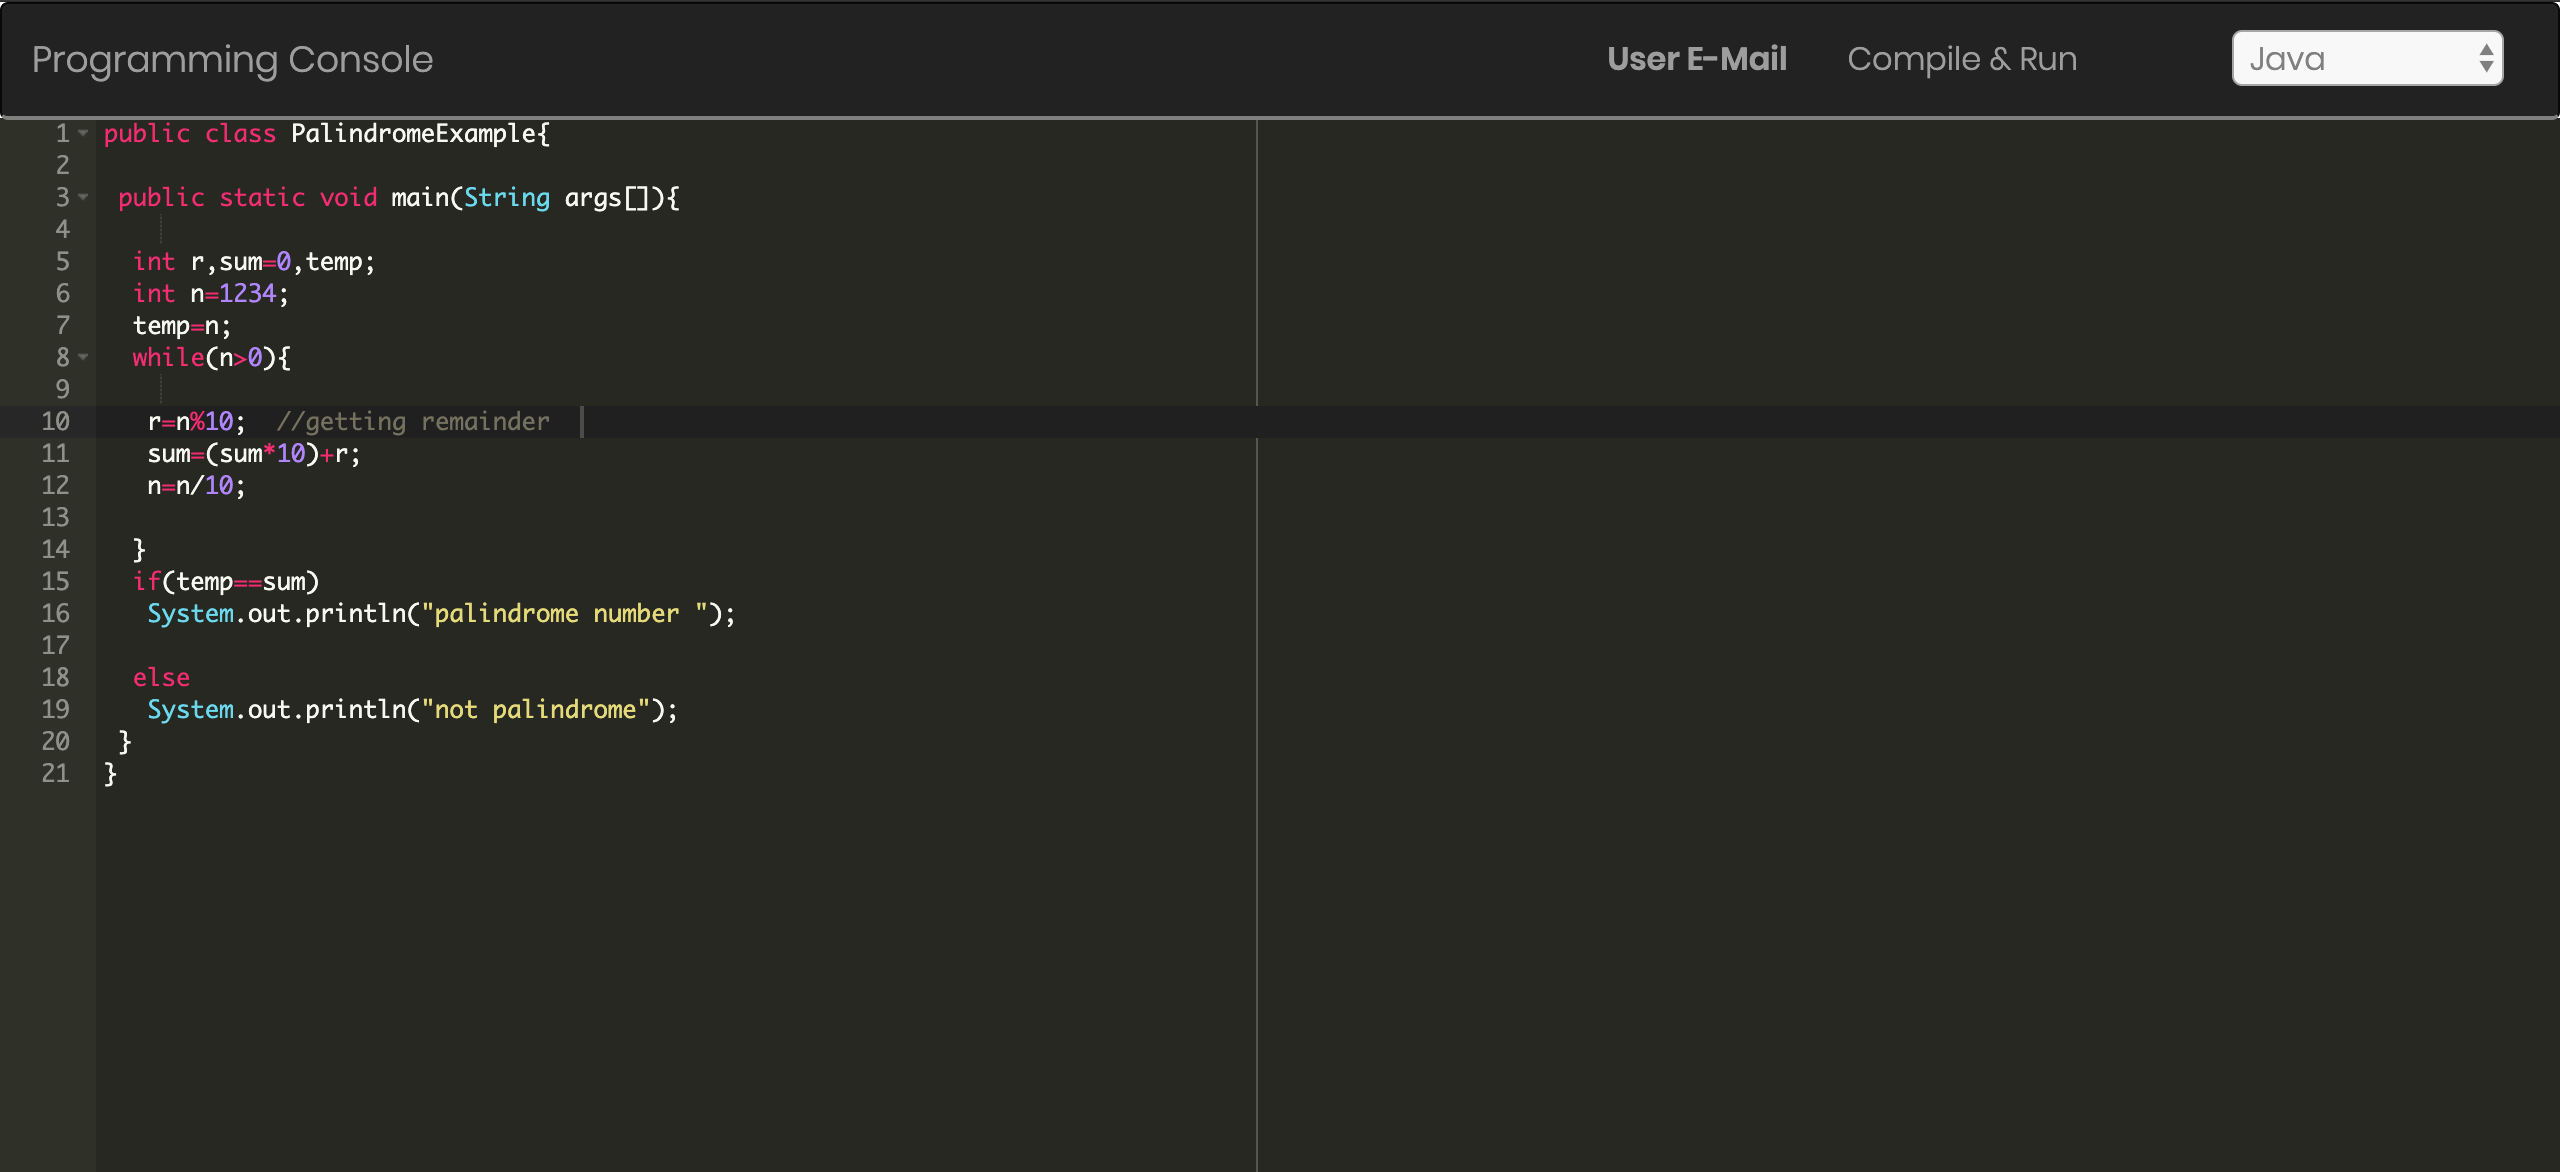 Programming Console
User E-Mail
Compile & Run
Java
1 public class PalindromeExample{
2
3  public static void main(String args[]){
4
5   int r,sum=0,temp;
6   int n=1234;
7   temp=n;
8   while(n>0){
9
10    r=n%10;  //getting remainder
11    sum=(sum*10)+r;
12    n=n/10;
13
14   }
15   if(temp==sum)
16    System.out.println("palindrome number ");
17
18   else
19    System.out.println("not palindrome");
20  }
21 }